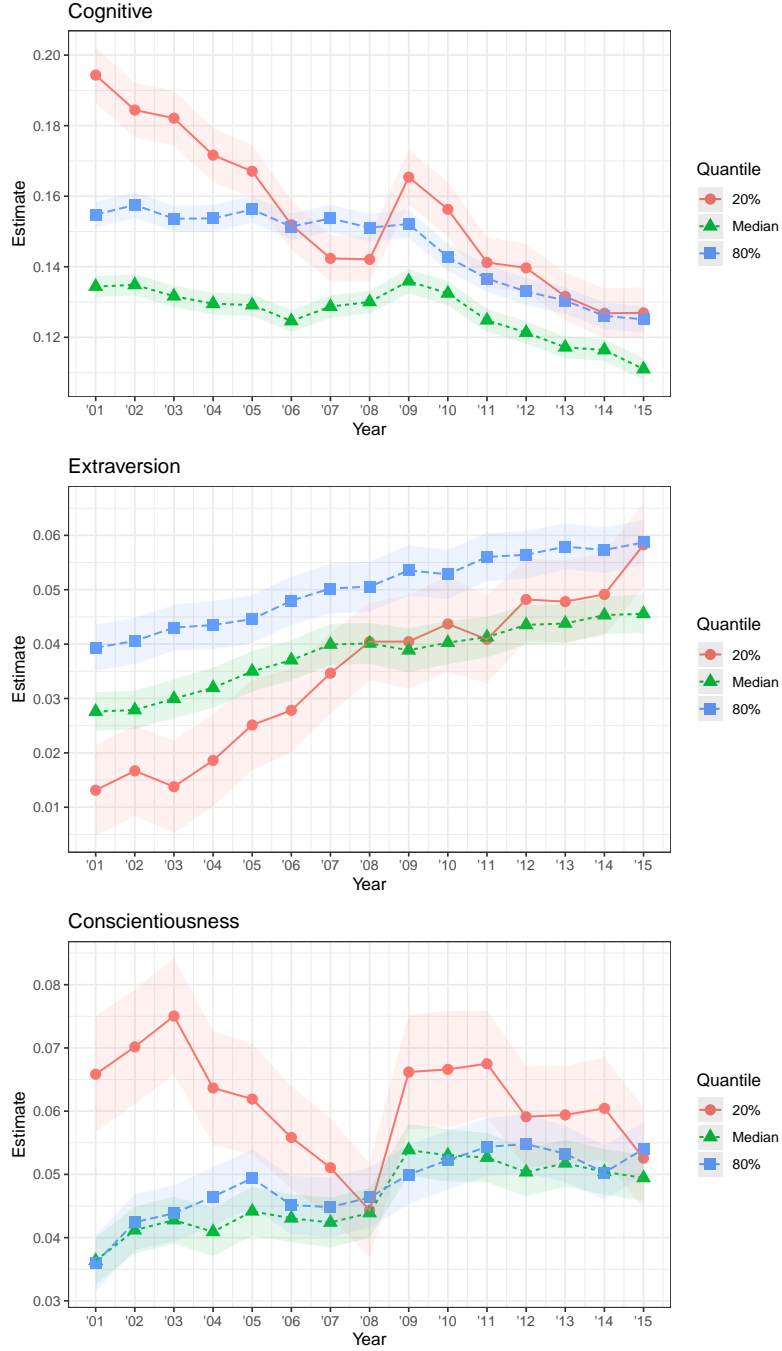 Cognitive
0.20
0.18
0.16
0.14
0.12
Estimate
'01 '02 '03 '04 '05 '06 '07 '08 '09 '10 '11 '12 '13 '14 '15
Year
Quantile
20%
Median
80%
Extraversion
0.06
0.05
0.04
0.03
0.02
0.01
Estimate
'01 '02 '03 '04 '05 '06 '07 '08 '09 '10 '11 '12 '13 '14 '15
Year
Quantile
20%
Median
80%
Conscientiousness
0.08
0.07
0.06
0.05
0.04
0.03
Estimate
'01 '02 '03 '04 '05 '06 '07 '08 '09 '10 '11 '12 '13 '14 '15
Year
Quantile
20%
Median
80%